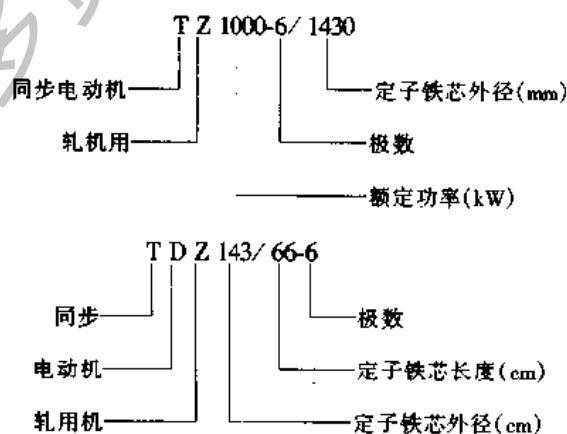 T Z 1000-6/ 1430
同步电动机 定子铁芯外径(mm)
轧机用 极数
额定功率(kW)
T D Z 143/ 66-6
同步 极数
电动机 定子铁芯长度(cm)
轧用机 定子铁芯外径(cm)